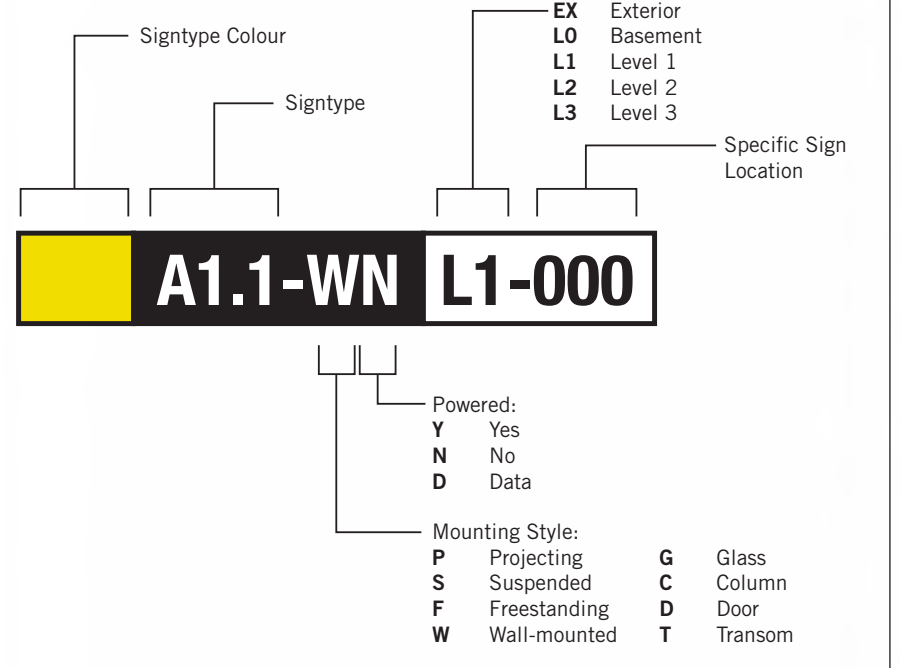 EX Exterior
Signtype Colour
L0 Basement
L1 Level 1
L2 Level 2
Signtype
L3 Level 3
Specific Sign
Location
A1.1-WN L1-000
Powered:
Y Yes
N No
D Data
Mounting Style:
P Projecting G Glass
S Suspended C Column
F Freestanding D Door
W Wall-mounted T Transom